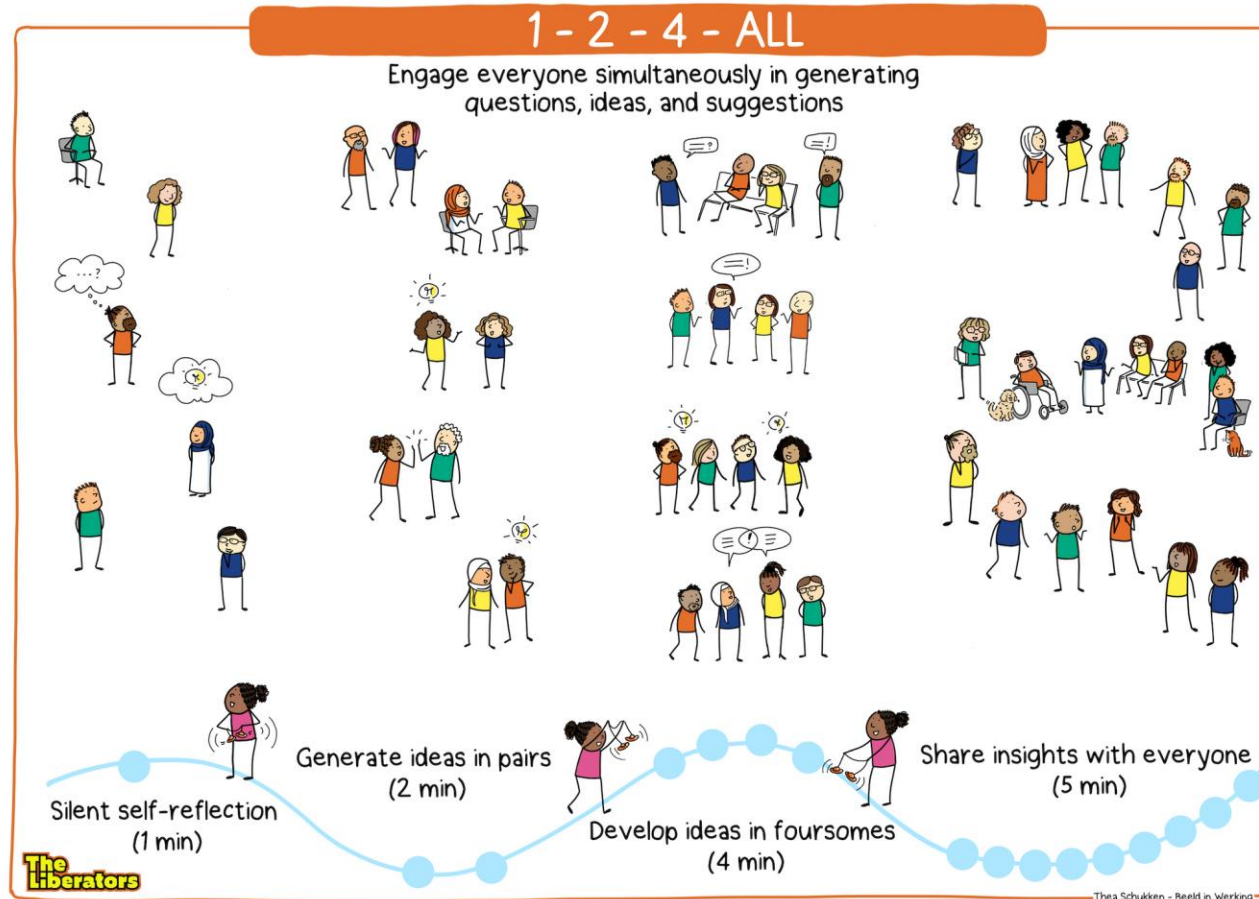 1 - 2 - 4 - ALL
Engage everyone simultaneously in generating
questions, ideas, and suggestions
...?
?
!
!
!
Silent self-reflection
(1 min)
Generate ideas in pairs
(2 min)
Develop ideas in foursomes
(4 min)
Share insights with everyone
(5 min)
The
Liberators
Thea Schukken - Beeld in Werking